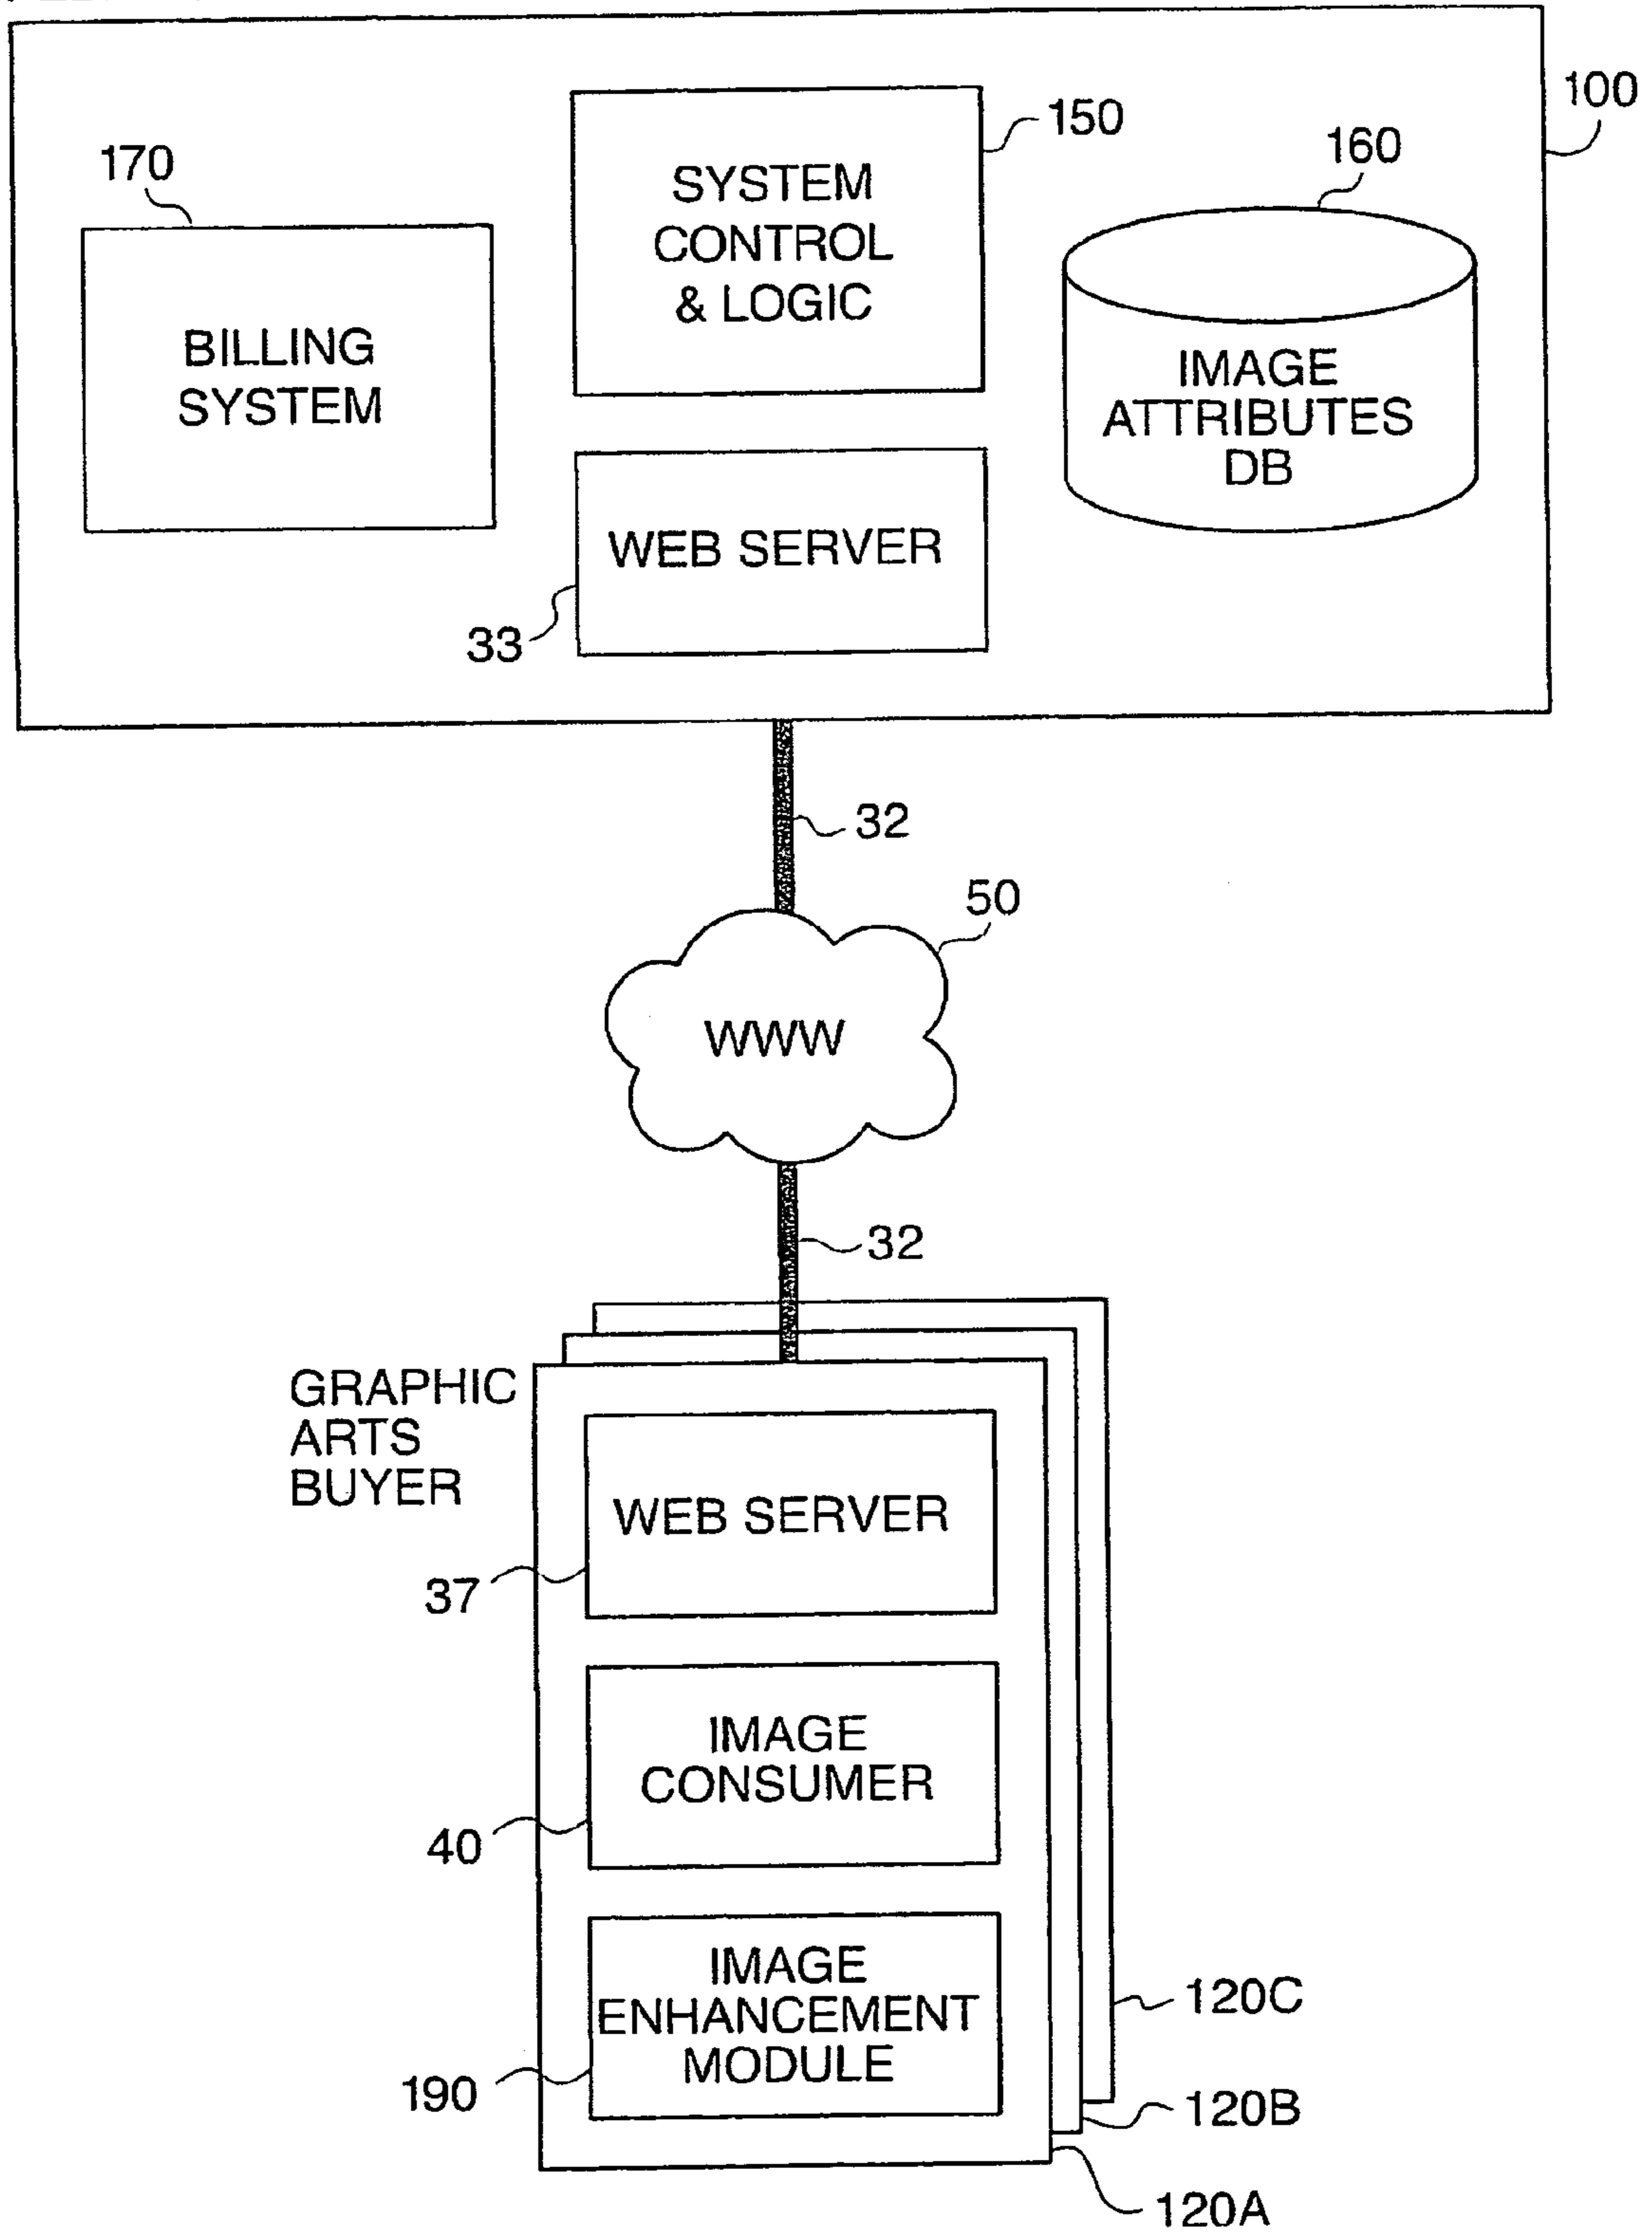 100
150
160
170
SYSTEM
CONTROL
& LOGIC
BILLING
SYSTEM
IMAGE
ATTRIBUTES
DB
WEB SERVER
33
32
50
WWW
32
GRAPHIC
ARTS
BUYER
WEB SERVER
37
IMAGE
CONSUMER
40
IMAGE
ENHANCEMENT
MODULE
190
120C
120B
120A